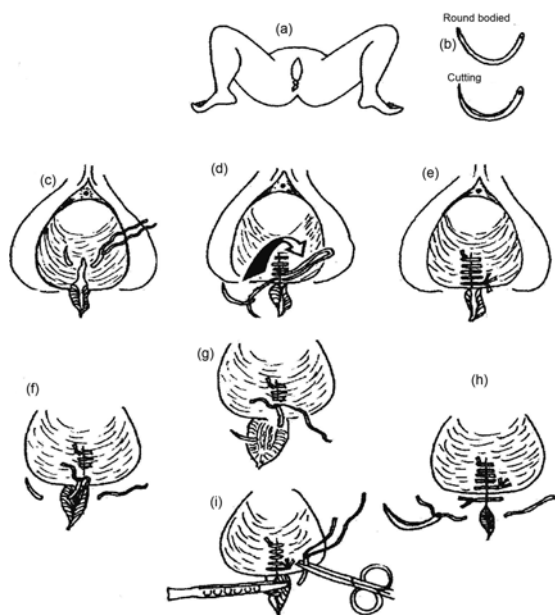 (a)
Round bodied
(b)
Cutting
(c)
(d)
(e)
(f)
(g)
(h)
(i)